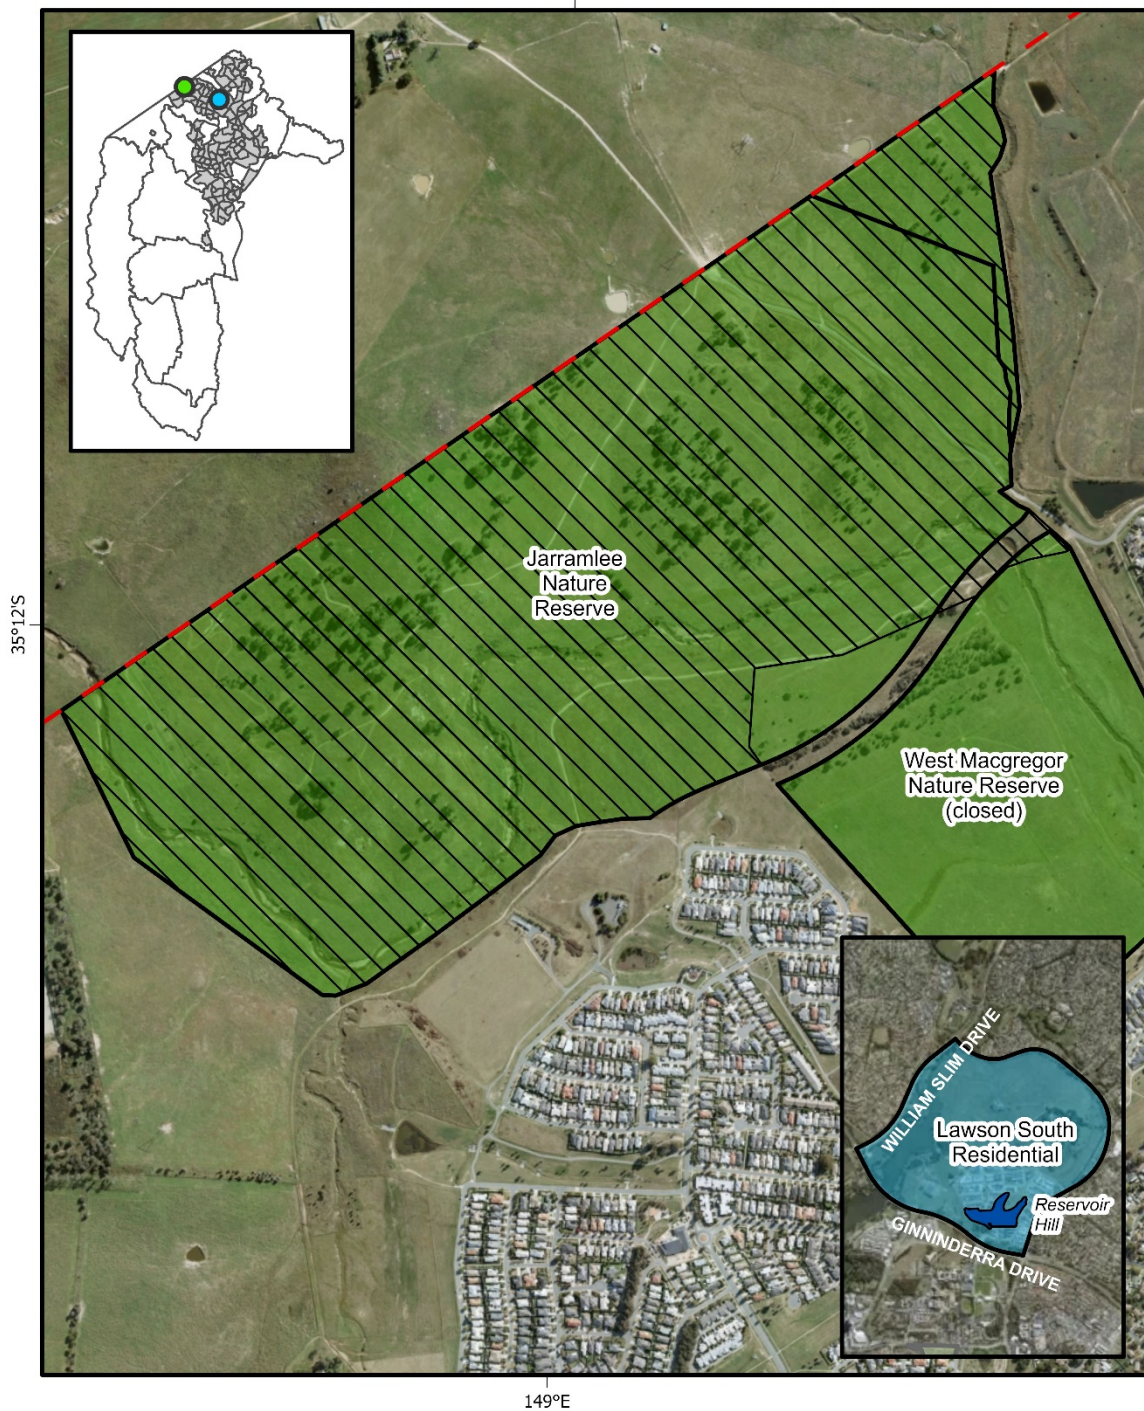 Jarramlee
Nature
Reserve
35°12'S
West Macgregor
Nature Reserve
(closed)
WILLIAM SLIM DRIVE
Lawson South
Residential
Reservoir
Hill
GINNINDERRA DRIVE
149°E